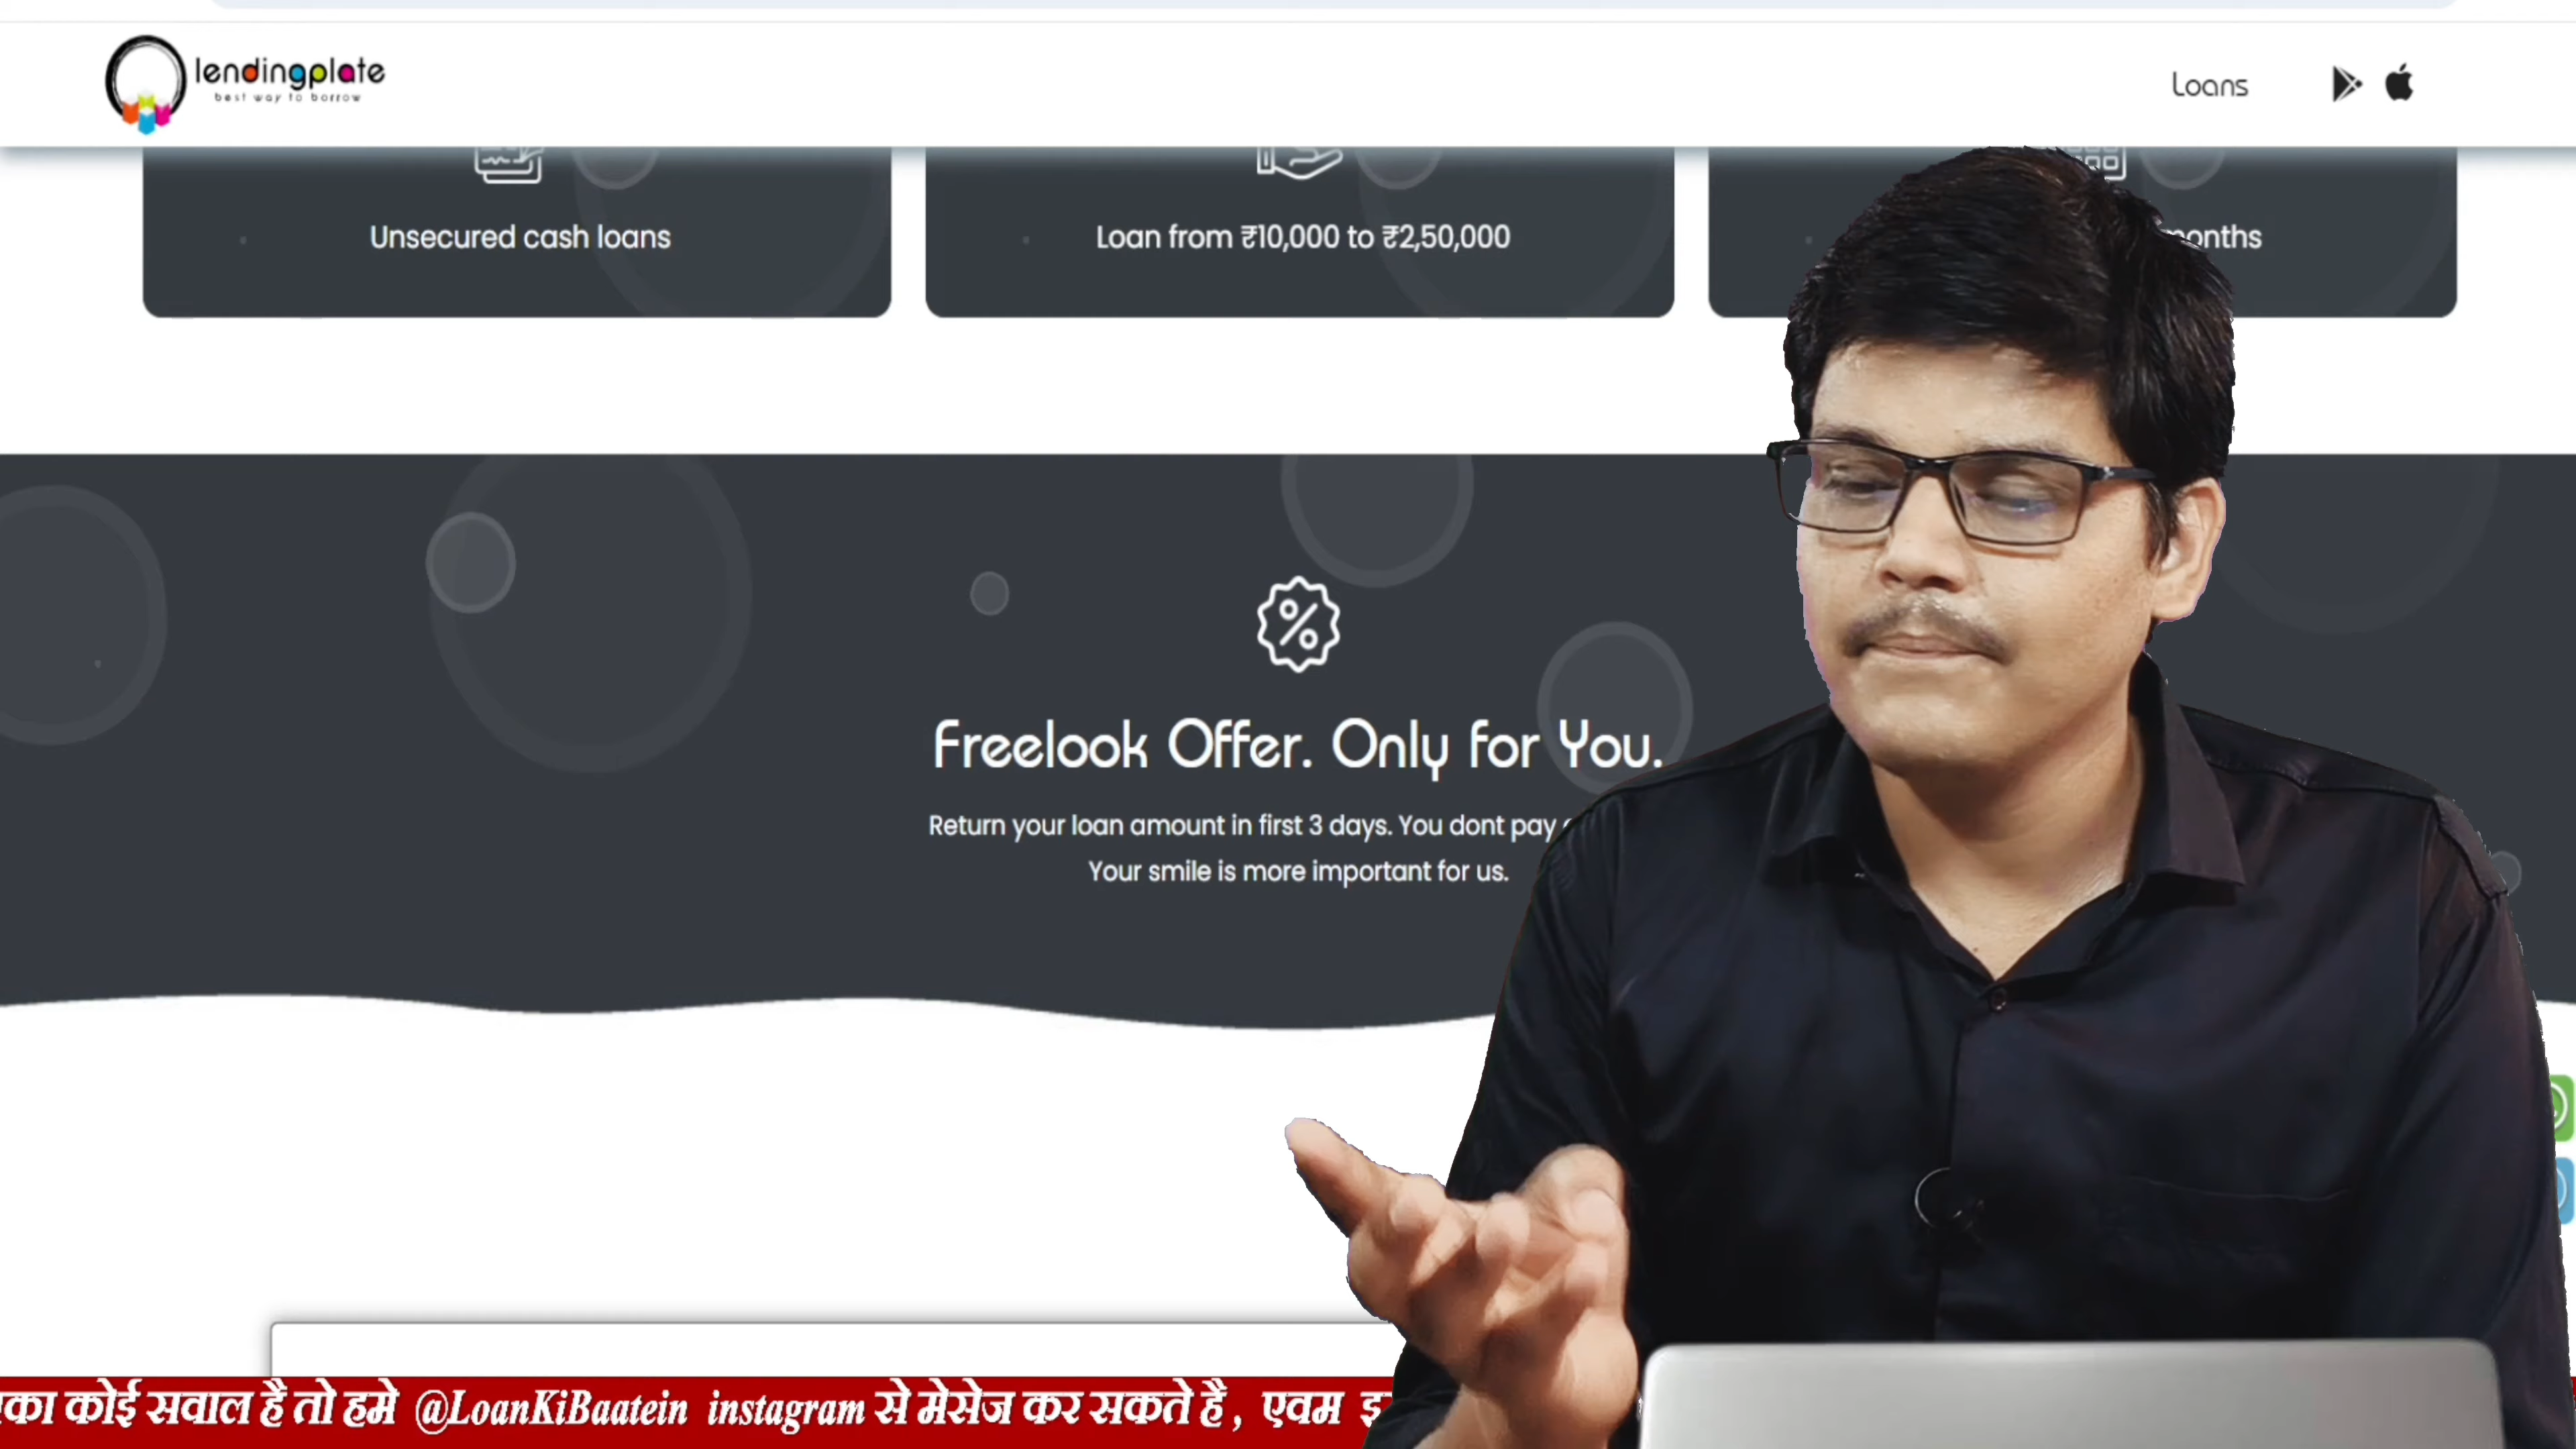 lendingplate
best way to borrow
Loans
Unsecured cash loans
Loan from ₹10,000 to ₹2,50,000
months
Freelook Offer. Only for You.
Return your loan amount in first 3 days. You dont pay
Your smile is more important for us.
का कोई सवाल है तो हमे @LoanKiBaatein instagram से मेसेज कर सकते है , एवम